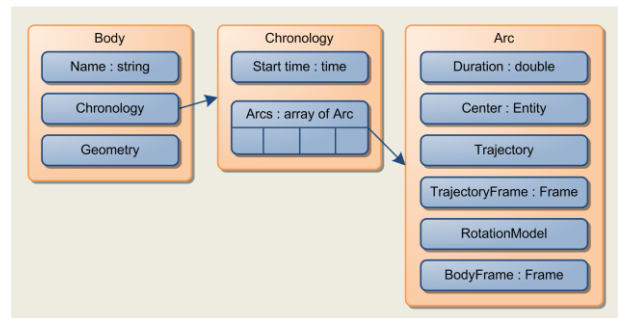 Body
Name : string
Chronology
Geometry
Chronology
Start time : time
Arcs : array of Arc
Arc
Duration : double
Center : Entity
Trajectory
TrajectoryFrame : Frame
RotationModel
BodyFrame : Frame